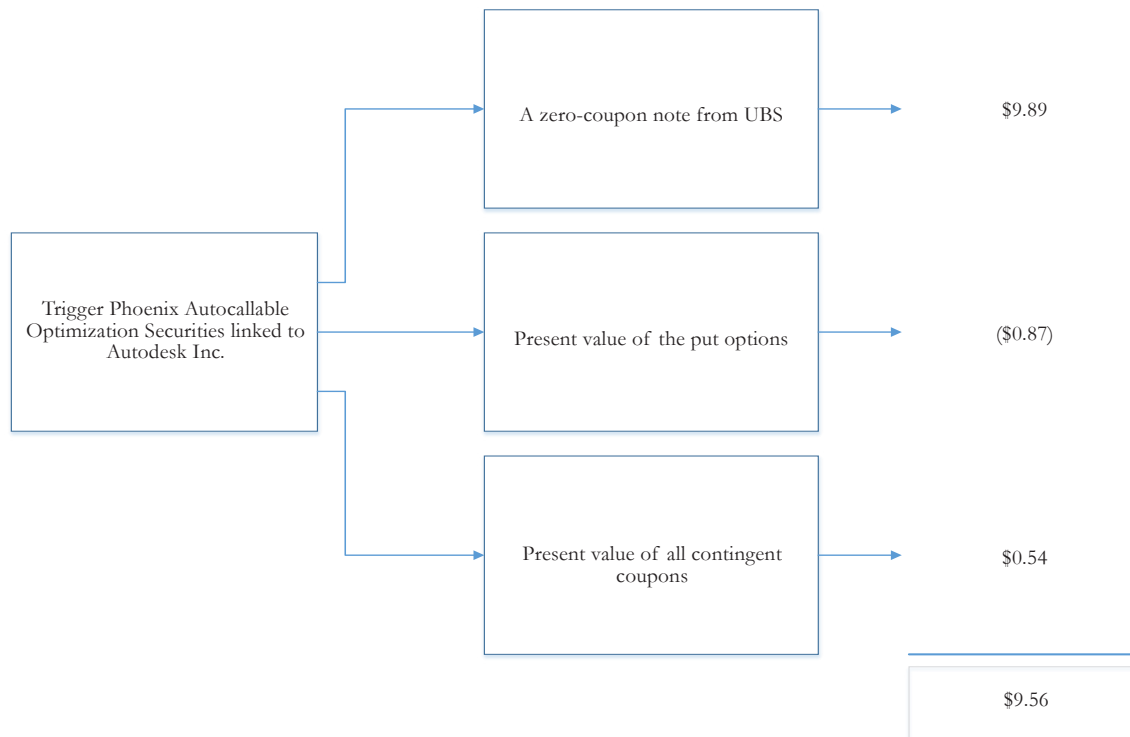 A zero-coupon note from UBS
$9.89
Trigger Phoenix Autocallable
Optimization Securities linked to
Autodesk Inc.
Present value of the put options
($0.87)
Present value of all contingent
coupons
$0.54
$9.56